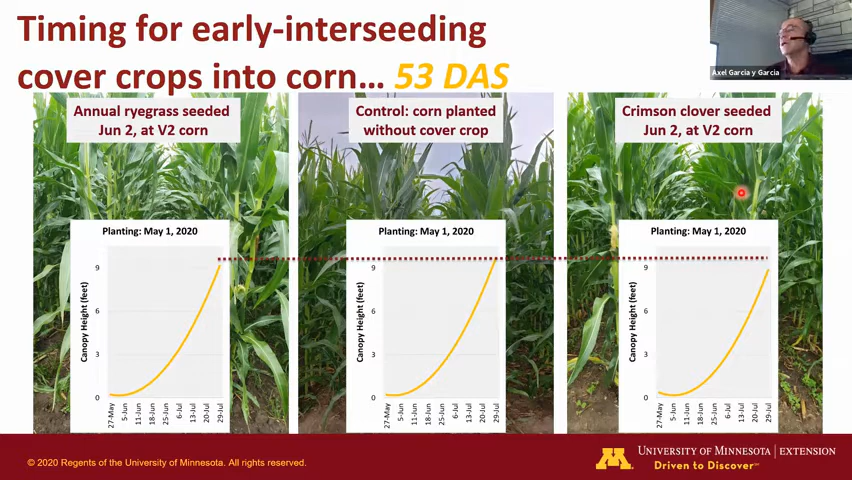 Timing for early-interseeding
cover crops into corn... 53 DAS
Axel Garcia y Garcia
Annual ryegrass seeded
Jun 2, at V2 corn
Control: corn planted
without cover crop
Crimson clover seeded
Jun 2, at V2 corn
Planting: May 1, 2020
Canopy Height (feet)
9
6
3
0
27-May
5-Jun
11-Jun
18-Jun
25-Jun
6-Jul
13-Jul
20-Jul
29-Jul
Planting: May 1, 2020
Canopy Height (feet)
9
6
3
0
27-May
5-Jun
11-Jun
18-Jun
25-Jun
6-Jul
13-Jul
20-Jul
29-Jul
Planting: May 1, 2020
Canopy Height (feet)
9
6
3
0
27-May
5-Jun
11-Jun
18-Jun
25-Jun
6-Jul
13-Jul
20-Jul
29-Jul
© 2020 Regents of the University of Minnesota. All rights reserved.
M
UNIVERSITY OF MINNESOTA | EXTENSION
Driven to Discover℠